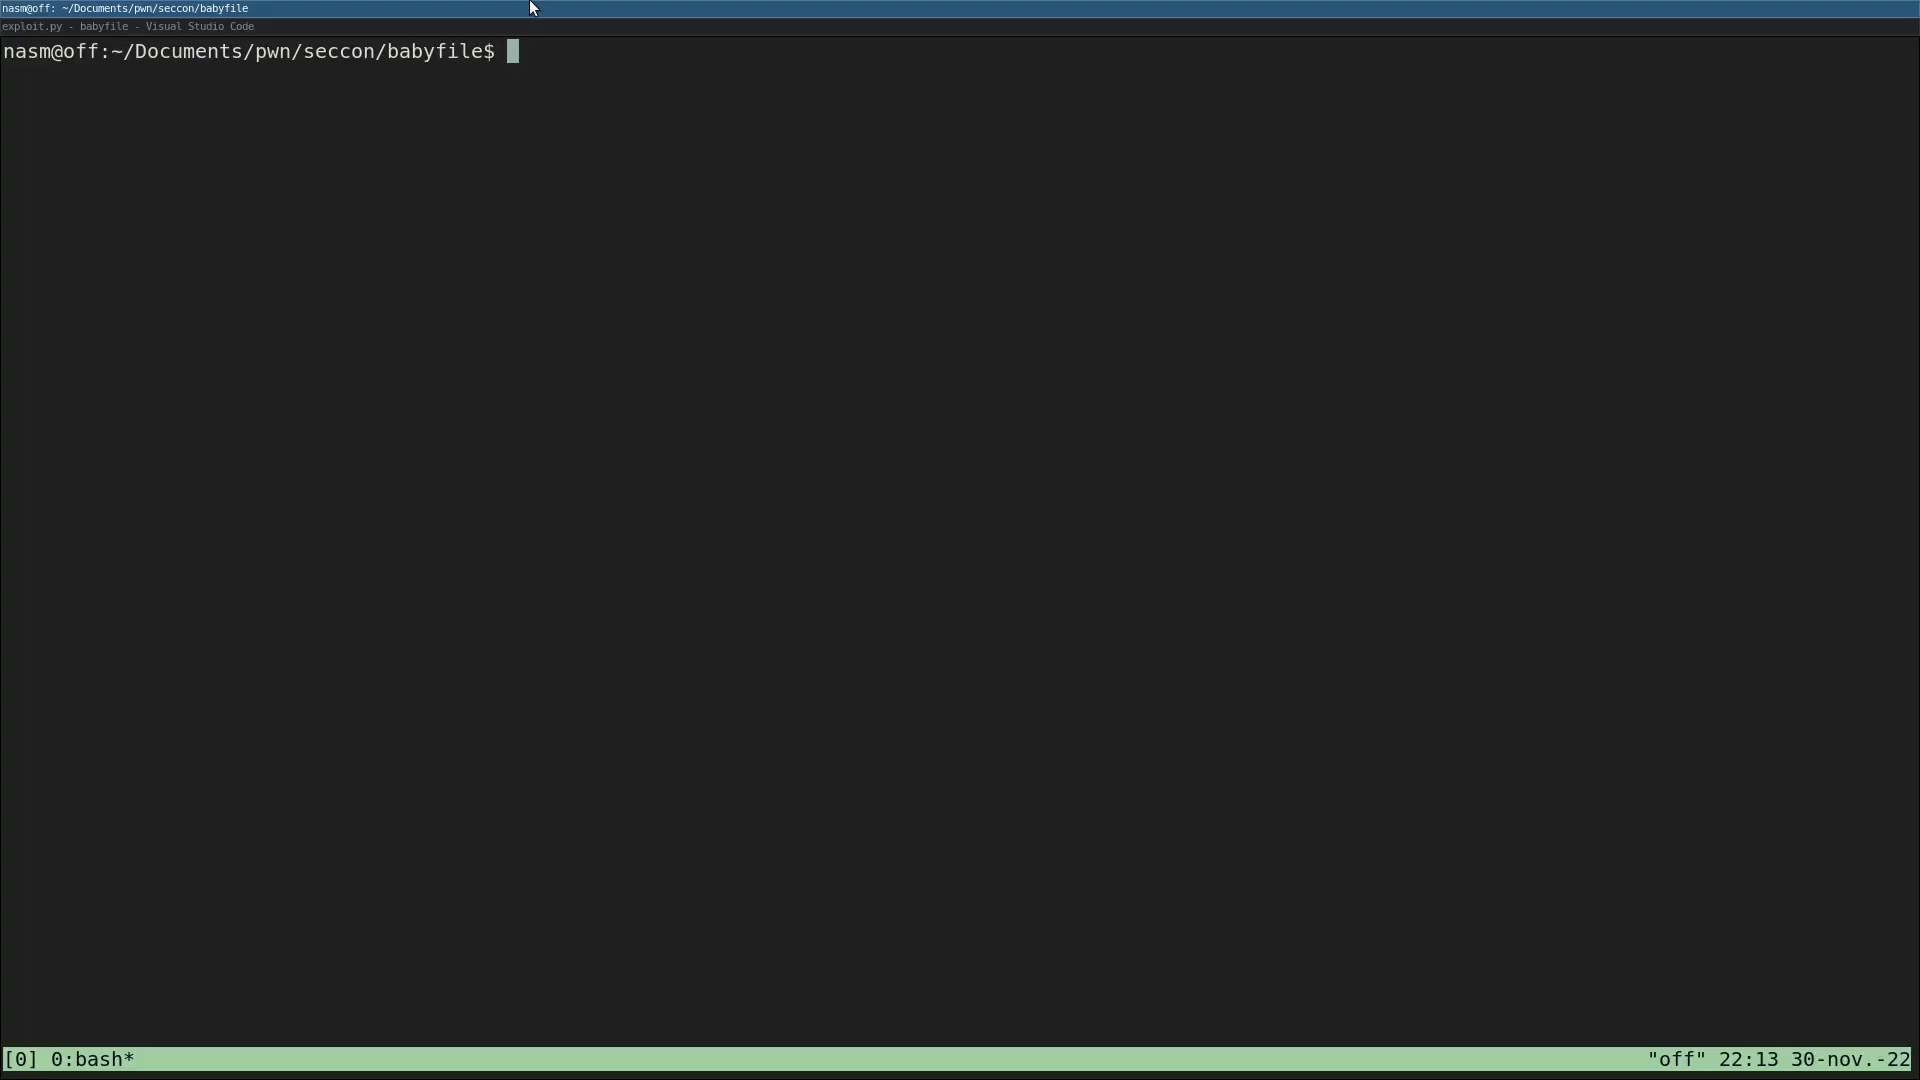 nasm@off: ~/Documents/pwn/seccon/babyfile
exploit.py - babyfile - Visual Studio Code
nasm@off:~/Documents/pwn/seccon/babyfile$
[0] 0:bash* "off" 22:13 30-nov.-22